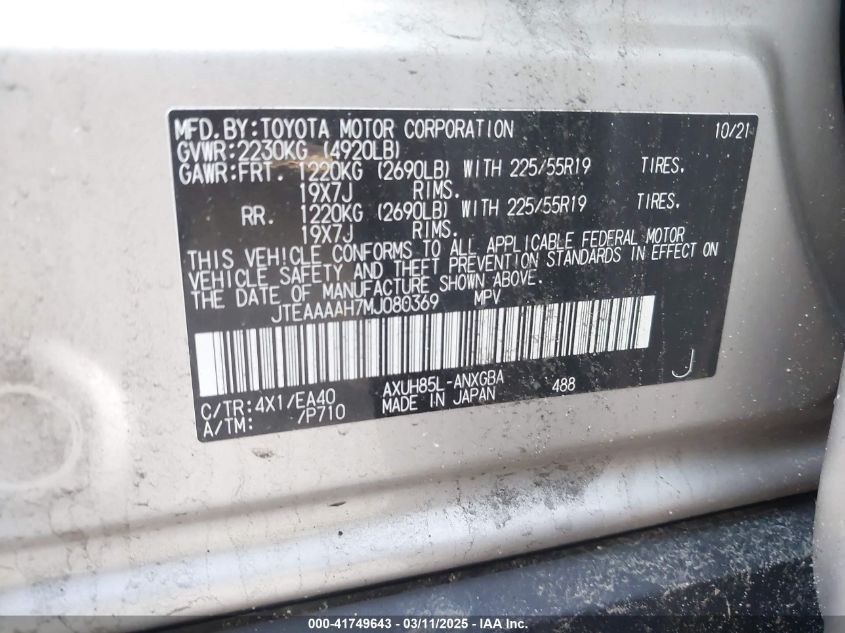 MFD.BY:TOYOTA MOTOR CORPORATION 10/21
GVWR:2230KG (4920LB)
GAWR:FRT. 1220KG (2690LB) WITH 225/55R19 TIRES.
19X7J RIMS.
RR. 1220KG (2690LB) WITH 225/55R19 TIRES.
19X7J RIMS.
THIS VEHICLE CONFORMS TO ALL APPLICABLE FEDERAL MOTOR
VEHICLE SAFETY AND THEFT PREVENTION STANDARDS IN EFFECT ON
THE DATE OF MANUFACTURE SHOWN ABOVE.
JTEAAAAH7MJ080369 MPV
C/TR:4X1/EA40 AXUH85L-ANXGBA 488 J
A/TM: /P710 MADE IN JAPAN
000-41749643 / 03/11/2025 - IAA, Inc.